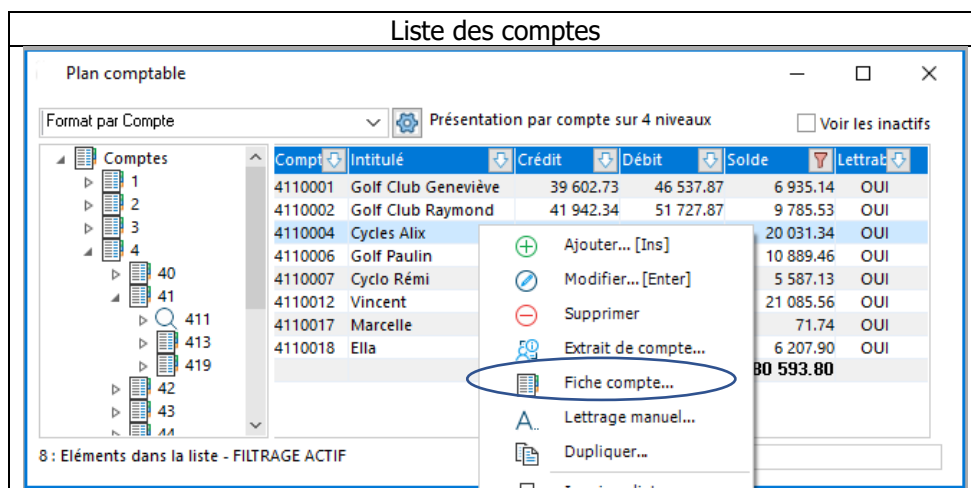 Liste des comptes
Plan comptable
Format par Compte Présentation par compte sur 4 niveaux Voir les inactifs
Comptes
1
2
3
4
40
41
411
413
419
42
43
44
Compt Intitulé Crédit Débit Solde Lettrab
4110001 Golf Club Geneviève 39 602.73 46 537.87 6 935.14 OUI
4110002 Golf Club Raymond 41 942.34 51 727.87 9 785.53 OUI
4110004 Cycles Alix 20 031.34 OUI
4110006 Golf Paulin 10 889.46 OUI
4110007 Cyclo Rémi 5 587.13 OUI
4110012 Vincent 21 085.56 OUI
4110017 Marcelle 71.74 OUI
4110018 Ella 6 207.90 OUI
80 593.80
Ajouter... [Ins]
Modifier... [Enter]
Supprimer
Extrait de compte...
Fiche compte...
A.. Lettrage manuel...
Dupliquer...
8 : Eléments dans la liste - FILTRAGE ACTIF